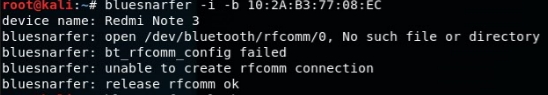 root@kali:~# bluesnarfer -i -b 10:2A:B3:77:08:EC
device name: Redmi Note 3
bluesnarfer: open /dev/bluetooth/rfcomm/0, No such file or directory
bluesnarfer: bt_rfcomm_config failed
bluesnarfer: unable to create rfcomm connection
bluesnarfer: release rfcomm ok